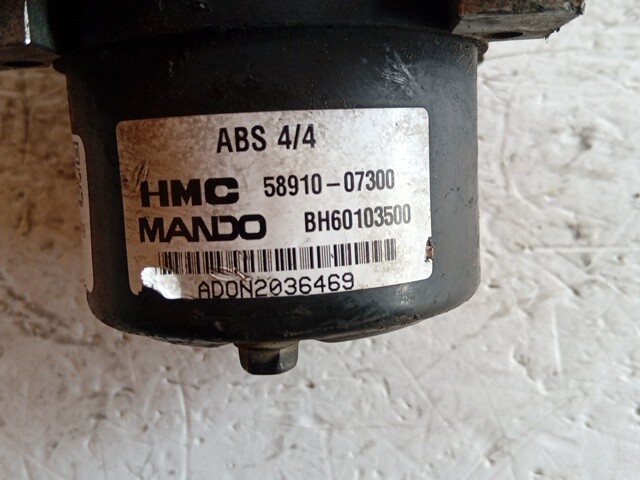 ABS 4/4
HMC 58910-07300
MANDO BH60103500
ADON2036469